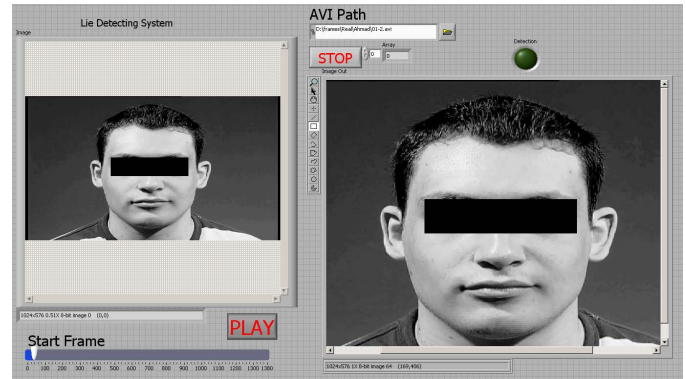 Lie Detecting System
Image
1024x576 0.51X 8-bit image 0 (0,0)
PLAY
Start Frame
0 100 200 300 400 500 600 700 800 900 1000 1100 1200 1300 1380
AVI Path
D:\frames\Real\Ahmad\01-2.avi
STOP
Array
0
0
Detection
Image Out
1024x576 1X 8-bit image 64 (169,406)